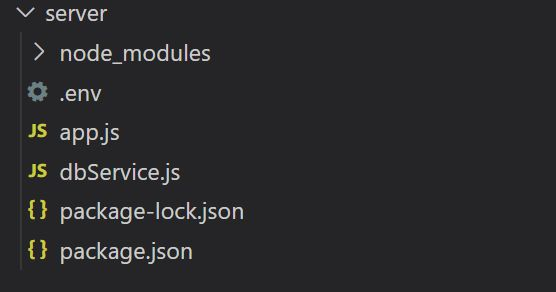 server
node_modules
.env
JS app.js
JS dbService.js
{} package-lock.json
{} package.json